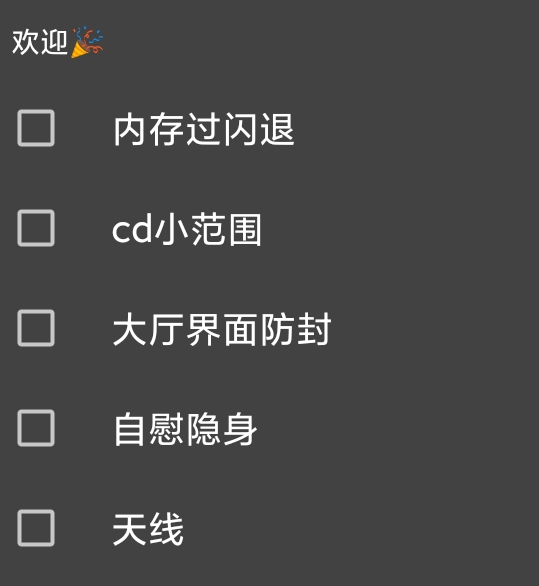 欢迎🎉
内存过闪退
cd小范围
大厅界面防封
自慰隐身
天线